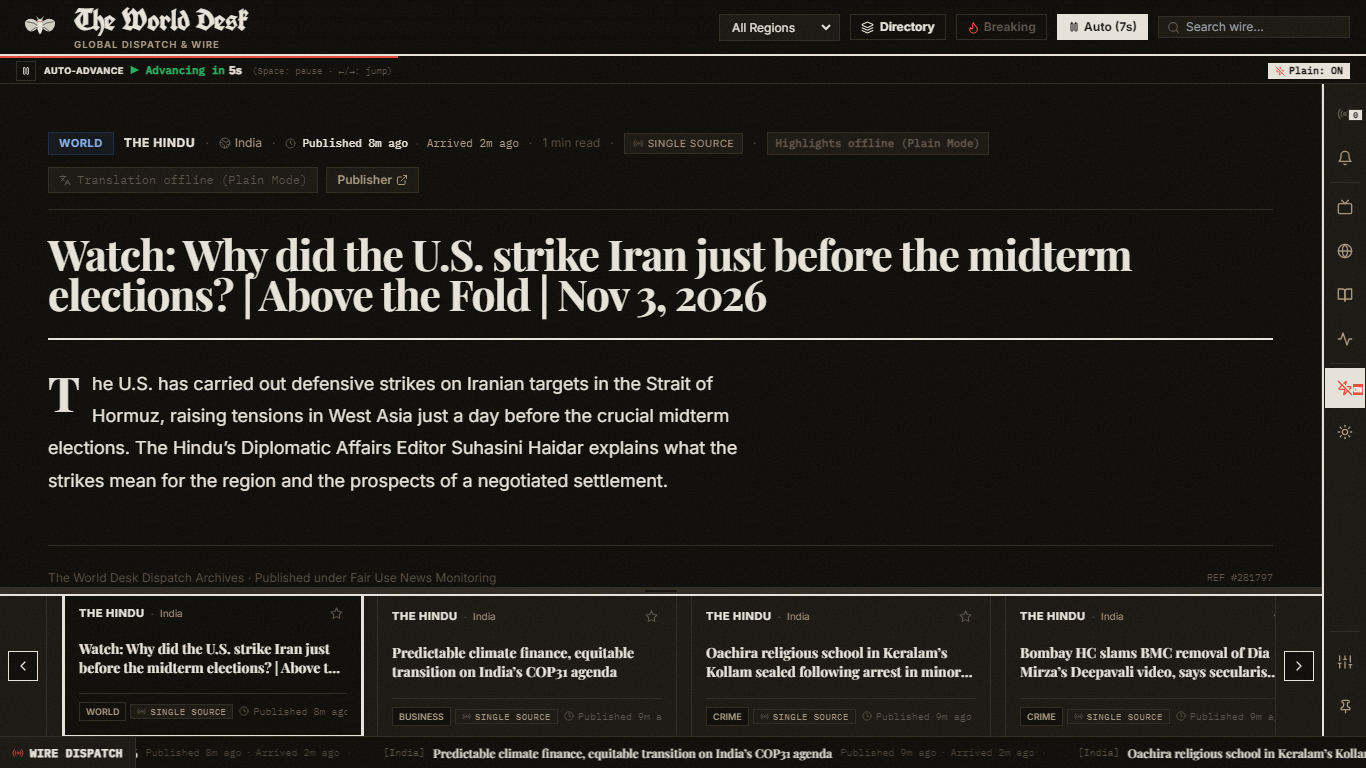 The World Desk
GLOBAL DISPATCH & WIRE
All Regions
Directory
Breaking
Auto (7s)
Search wire...
AUTO-ADVANCE ▶ Advancing in 5s (Space: pause · ←/→: jump)
Plain: ON
0
WORLD THE HINDU · India · Published 8m ago · Arrived 2m ago · 1 min read · SINGLE SOURCE · Highlights offline (Plain Mode)
Translation offline (Plain Mode) Publisher
Watch: Why did the U.S. strike Iran just before the midterm
elections? | Above the Fold | Nov 3, 2026
The U.S. has carried out defensive strikes on Iranian targets in the Strait of
Hormuz, raising tensions in West Asia just a day before the crucial midterm
elections. The Hindu’s Diplomatic Affairs Editor Suhasini Haidar explains what the
strikes mean for the region and the prospects of a negotiated settlement.
The World Desk Dispatch Archives · Published under Fair Use News Monitoring
REF #281797
THE HINDU · India
Watch: Why did the U.S. strike Iran just
before the midterm elections? | Above t...
WORLD SINGLE SOURCE Published 8m ago
THE HINDU · India
Predictable climate finance, equitable
transition on India’s COP31 agenda
BUSINESS SINGLE SOURCE Published 9m a
THE HINDU · India
Oachira religious school in Keralam’s
Kollam sealed following arrest in minor...
CRIME SINGLE SOURCE Published 9m ago
THE HINDU · India
Bombay HC slams BMC removal of Dia
Mirza’s Deepavali video, says secularis...
CRIME SINGLE SOURCE Published 9m a
WIRE DISPATCH Published 8m ago · Arrived 2m ago · [India] Predictable climate finance, equitable transition on India’s COP31 agenda Published 9m ago · Arrived 2m ago · [India] Oachira religious school in Keralam’s Kollam